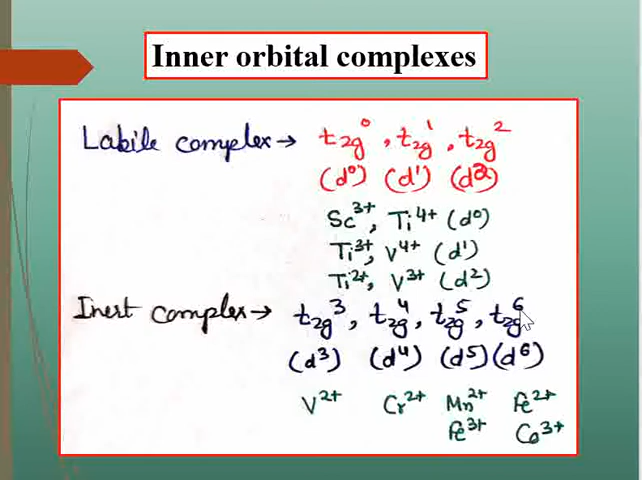 Inner orbital complexes
Labile complex → t₂g⁰, t₂g¹, t₂g²
(d⁰) (d¹) (d²)
Sc³⁺, Ti⁴⁺ (d⁰)
Ti³⁺, V⁴⁺ (d¹)
Ti²⁺, V³⁺ (d²)
Inert complex → t₂g³, t₂g⁴, t₂g⁵, t₂g⁶
(d³) (d⁴) (d⁵) (d⁶)
V²⁺ Cr²⁺ Mn²⁺ Fe²⁺
Fe³⁺ Co³⁺